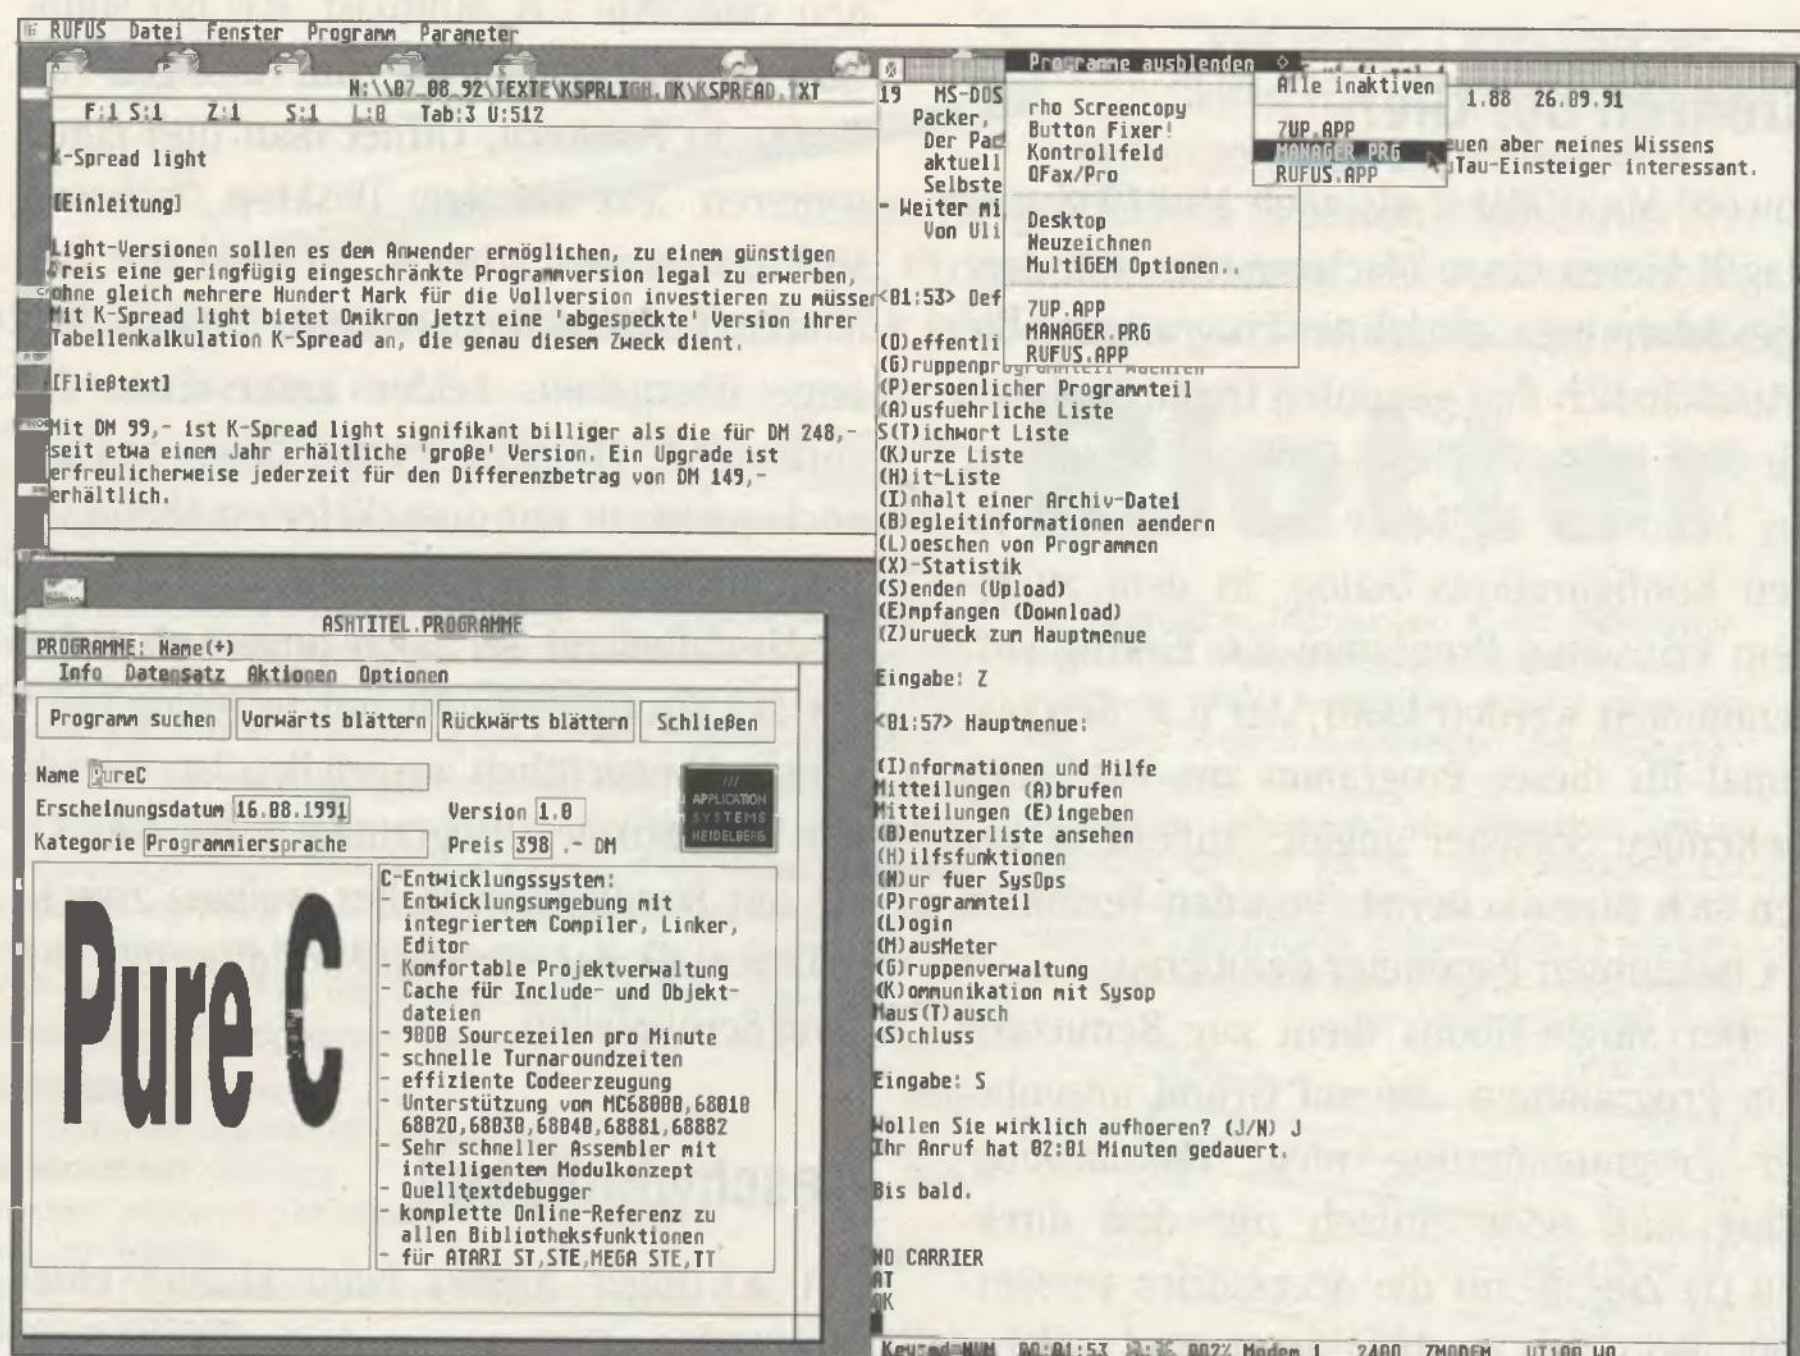 RUFUS Datei Fenster Programm Parameter
N:\\07_08_92\TEXTE\KSPRLIGH. K\KSPREAD.TXT
F:1 S:1 Z:1 S:1 L:0 Tab:3 U:512
K-Spread light
[Einleitung]
Light-Versionen sollen es dem Anwender ermöglichen, zu einem günstigen
Preis eine geringfügig eingeschränkte Programmversion legal zu erwerben,
ohne gleich mehrere Hundert Mark für die Vollversion investieren zu müssen
Mit K-Spread light bietet Omikron jetzt eine 'abgespeckte' Version ihrer
Tabellenkalkulation K-Spread an, die genau diesem Zweck dient.
[Fließtext]
Mit DM 99,- ist K-Spread light signifikant billiger als die für DM 248,-
seit etwa einem Jahr erhältliche 'große' Version. Ein Upgrade ist
erfreulicherweise jederzeit für den Differenzbetrag von DM 149,-
erhältlich.
ASHTITEL.PROGRAMME
PROGRAMME: Name(+)
Info Datensatz Aktionen Optionen
Programm suchen Vorwärts blättern Rückwärts blättern Schließen
Name PureC
Erscheinungsdatum 16.08.1991 Version 1.0
Kategorie Programmiersprache Preis 398 .- DM
///
APPLICATION
SYSTEMS
HEIDELBERG
Pure C
C-Entwicklungssystem:
- Entwicklungsumgebung mit
integriertem Compiler, Linker,
Editor
- Komfortable Projektverwaltung
- Cache für Include- und Objekt-
dateien
- 9000 Sourcezeilen pro Minute
- schnelle Turnaroundzeiten
- effiziente Codeerzeugung
- Unterstützung vom MC68000,68010
68020,68030,68040,68881,68882
- Sehr schneller Assembler mit
intelligentem Modulkonzept
- Quelltextdebugger
- komplette Online-Referenz zu
allen Bibliotheksfunktionen
- für ATARI ST,STE,MEGA STE,TT
Programme ausblenden
rho Screencopy
Button Fixer!
Kontrollfeld
QFax/Pro
Desktop
Neuzeichnen
MultiGEM Optionen..
7UP.APP
MANAGER.PRG
RUFUS.APP
Alle inaktiven
7UP.APP
MANAGER.PRG
RUFUS.APP
19 MS-DOS
1.88 26.09.91
Packer,
Der Pac
euen aber meines Wissens
aktuell
Tau-Einsteiger interessant.
Selbste
- Weiter mi
Von Uli
<01:53> Oef
(O)effentli
(G)ruppenprogrammteil waehlen
(P)ersoenlicher Programmteil
(A)usfuehrliche Liste
S(T)ichwort Liste
(K)urze Liste
(H)it-Liste
(I)nhalt einer Archiv-Datei
(B)egleitinformationen aendern
(L)oeschen von Programmen
(X)-Statistik
(S)enden (Upload)
(E)mpfangen (Download)
(Z)urueck zum Hauptmenue
Eingabe: Z
<01:57> Hauptmenue:
(I)nformationen und Hilfe
Mitteilungen (A)brufen
Mitteilungen (E)ingeben
(B)enutzerliste ansehen
(H)ilfsfunktionen
(N)ur fuer SysOps
(P)rogrammteil
(L)ogin
(M)ausMeter
(G)ruppenverwaltung
(K)ommunikation mit Sysop
Maus(T)ausch
(S)chluss
Eingabe: S
Wollen Sie wirklich aufhoeren? (J/N) J
Ihr Anruf hat 02:01 Minuten gedauert.
Bis bald.
NO CARRIER
AT
OK
00:01:53 002% Modem 1 2400 ZMODEM VT100